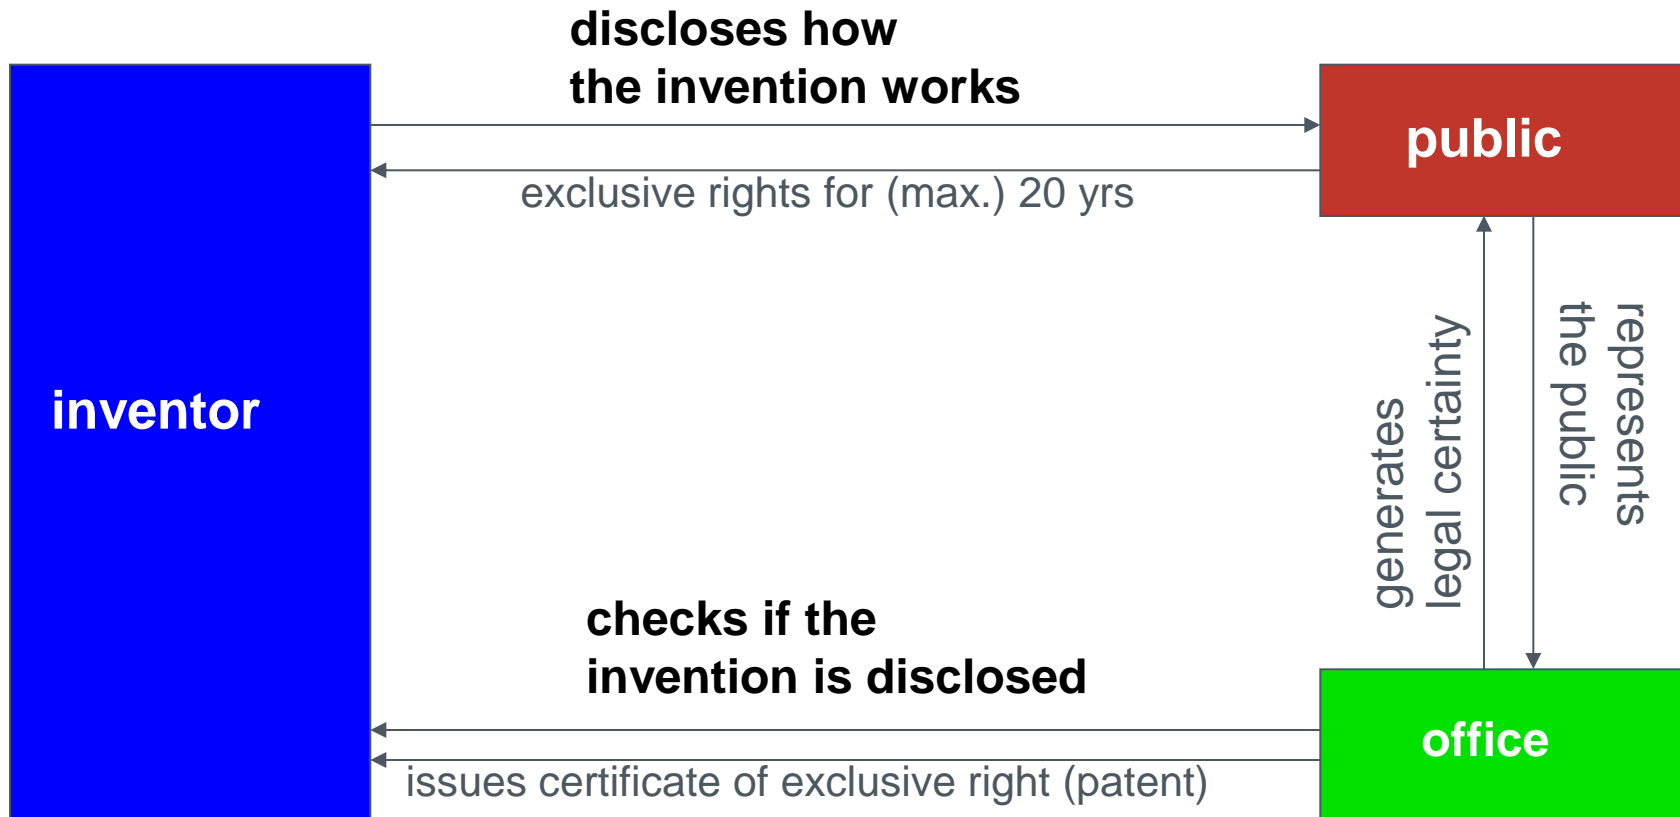 discloses how
the invention works
public
exclusive rights for (max.) 20 yrs
inventor
generates
legal certainty
represents
the public
checks if the
invention is disclosed
office
issues certificate of exclusive right (patent)